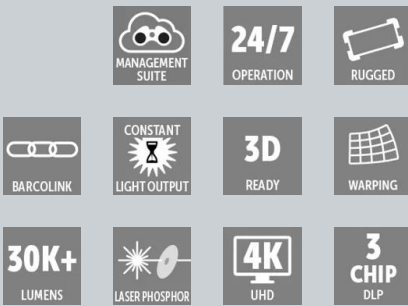 MANAGEMENT
SUITE
24/7
OPERATION
RUGGED
BARCOLINK
CONSTANT
LIGHT OUTPUT
3D
READY
WARPING
30K+
LUMENS
LASER PHOSPHOR
4K
UHD
3
CHIP
DLP